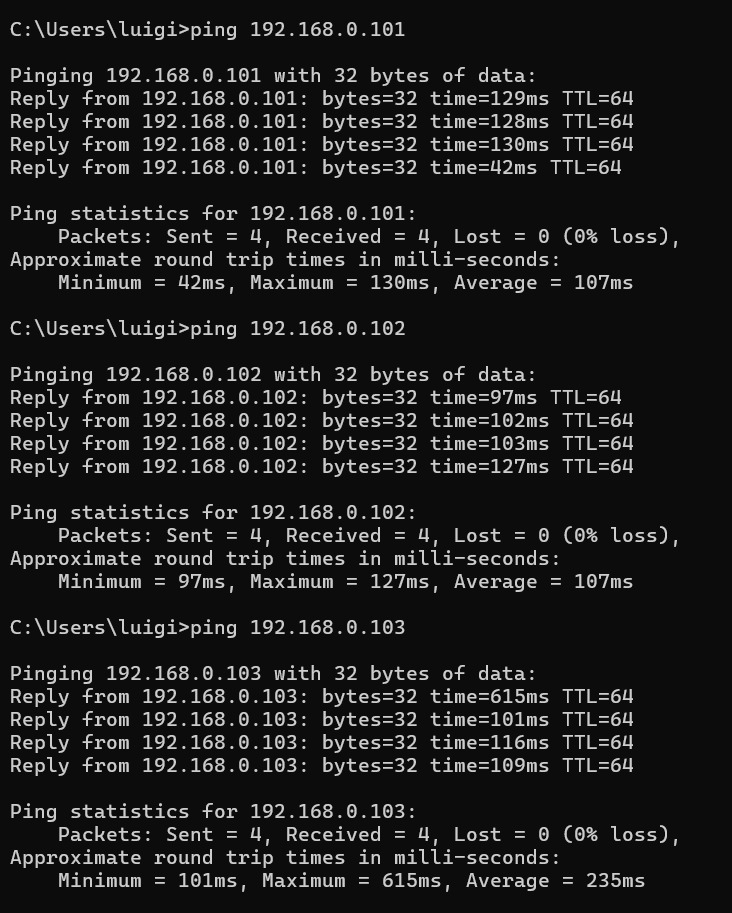 C:\Users\luigi>ping 192.168.0.101
Pinging 192.168.0.101 with 32 bytes of data:
Reply from 192.168.0.101: bytes=32 time=129ms TTL=64
Reply from 192.168.0.101: bytes=32 time=128ms TTL=64
Reply from 192.168.0.101: bytes=32 time=130ms TTL=64
Reply from 192.168.0.101: bytes=32 time=42ms TTL=64
Ping statistics for 192.168.0.101:
    Packets: Sent = 4, Received = 4, Lost = 0 (0% loss),
Approximate round trip times in milli-seconds:
    Minimum = 42ms, Maximum = 130ms, Average = 107ms
C:\Users\luigi>ping 192.168.0.102
Pinging 192.168.0.102 with 32 bytes of data:
Reply from 192.168.0.102: bytes=32 time=97ms TTL=64
Reply from 192.168.0.102: bytes=32 time=102ms TTL=64
Reply from 192.168.0.102: bytes=32 time=103ms TTL=64
Reply from 192.168.0.102: bytes=32 time=127ms TTL=64
Ping statistics for 192.168.0.102:
    Packets: Sent = 4, Received = 4, Lost = 0 (0% loss),
Approximate round trip times in milli-seconds:
    Minimum = 97ms, Maximum = 127ms, Average = 107ms
C:\Users\luigi>ping 192.168.0.103
Pinging 192.168.0.103 with 32 bytes of data:
Reply from 192.168.0.103: bytes=32 time=615ms TTL=64
Reply from 192.168.0.103: bytes=32 time=101ms TTL=64
Reply from 192.168.0.103: bytes=32 time=116ms TTL=64
Reply from 192.168.0.103: bytes=32 time=109ms TTL=64
Ping statistics for 192.168.0.103:
    Packets: Sent = 4, Received = 4, Lost = 0 (0% loss),
Approximate round trip times in milli-seconds:
    Minimum = 101ms, Maximum = 615ms, Average = 235ms